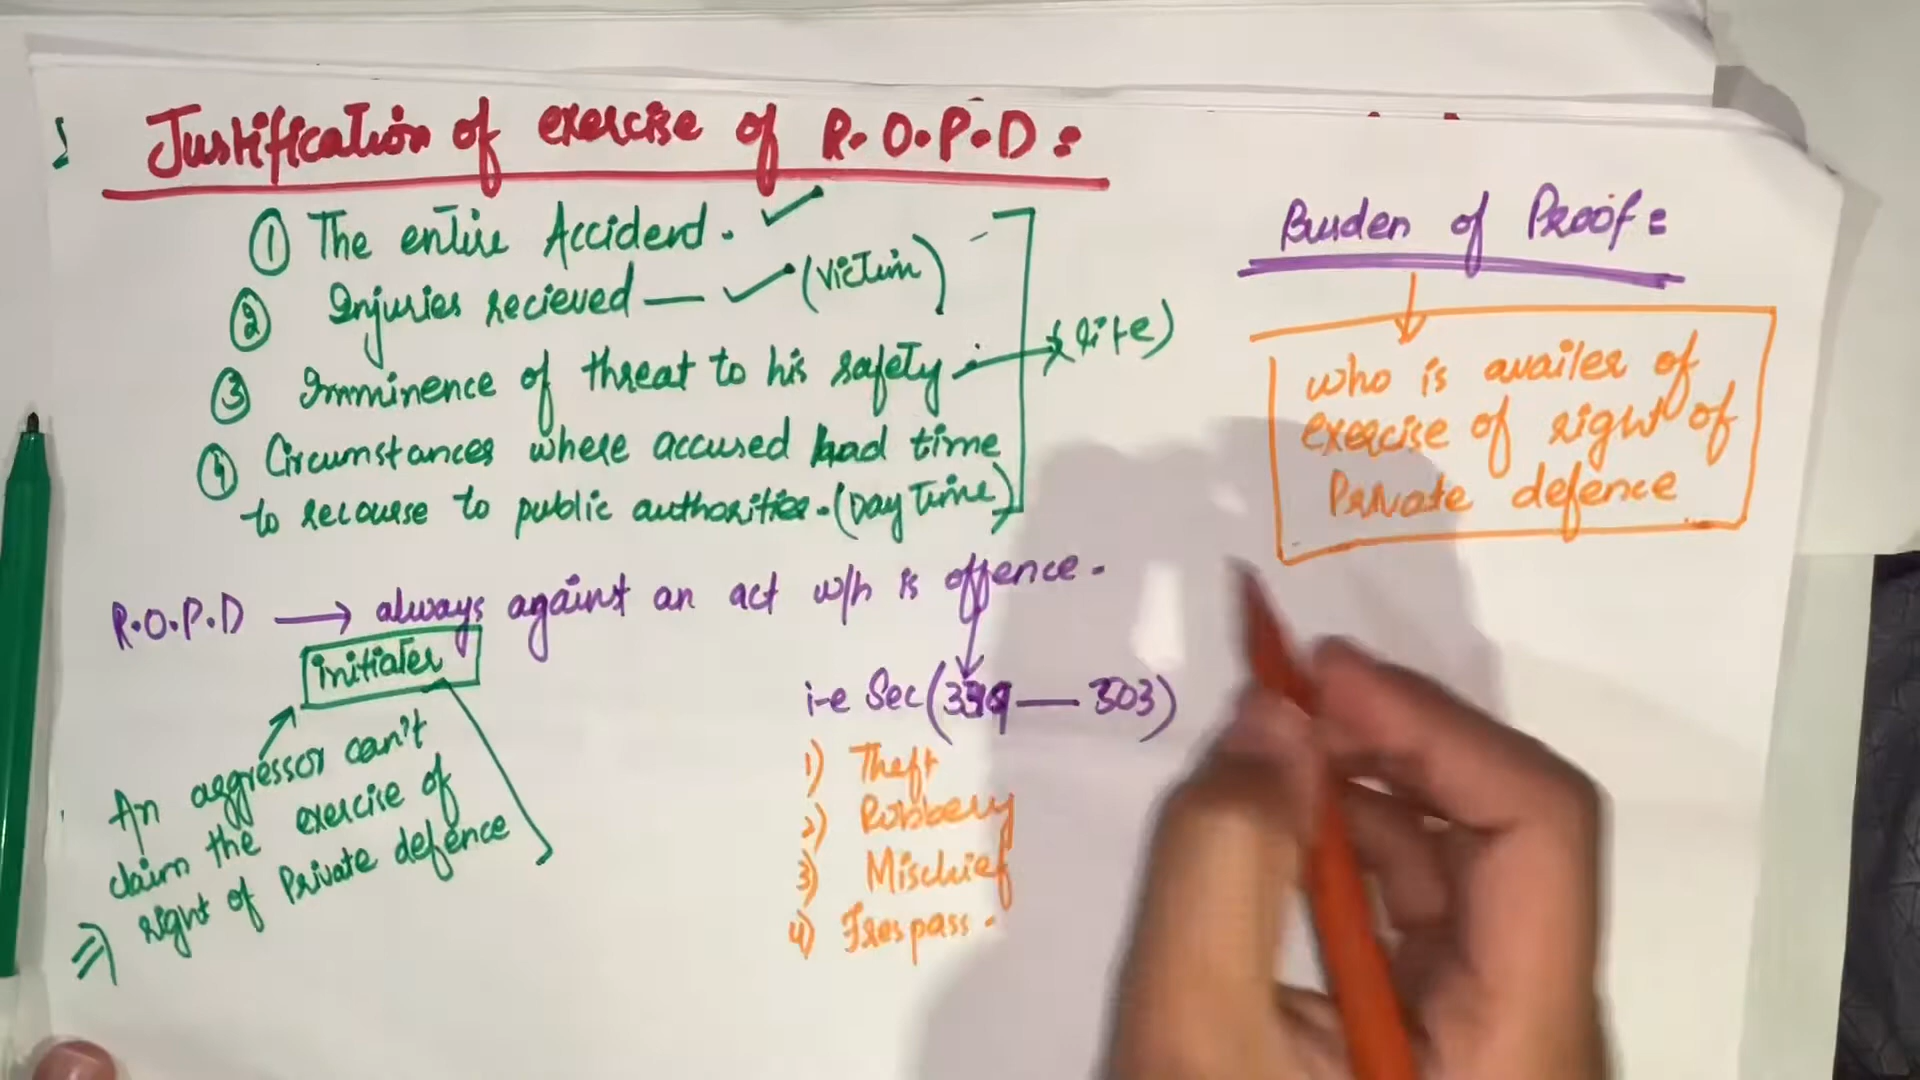 Justification of exercise of R.O.P.D:
① The entire Accidend.
② Injuries recieved — (Victim)
③ Imminence of threat to his safety. (life)
④ Circumstances where accused had time
to recourse to public authorities. (Day Time)
R.O.P.D → always against an act w/h is offence.
initiater
An aggressor can't
claim the exercise of
right of Private defence
i-e Sec( — 503)
1) Theft
2) Robbery
3) Mischief
4) Trespass.
Burden of Proof:
who is availer of
exercise of right of
Private defence